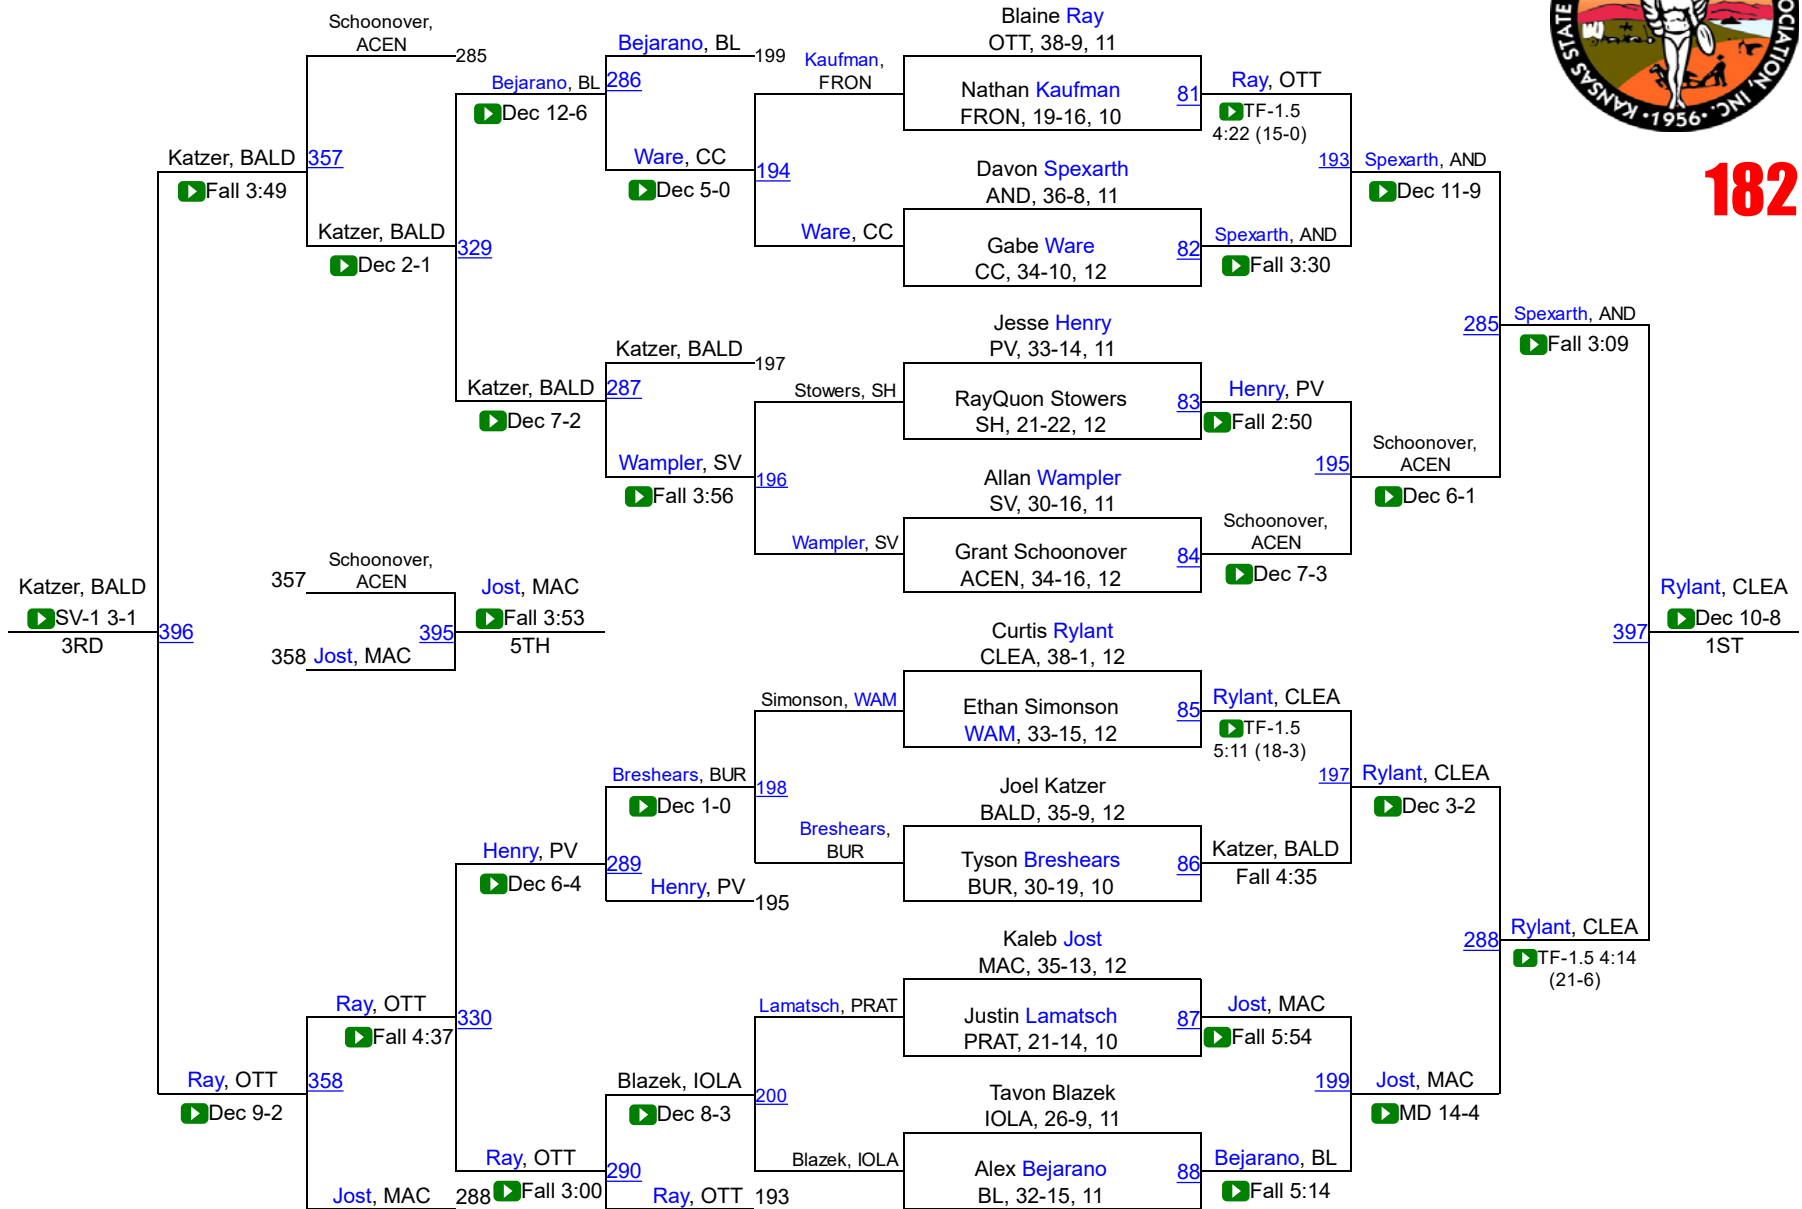 Schoonover,
ACEN
285
Bejarano, BL
Dec 12-6
Bejarano, BL
199
286
Ware, CC
Dec 5-0
Kaufman,
FRON
194
Ware, CC
Katzer, BALD
Fall 3:49
357
Katzer, BALD
Dec 2-1
329
Katzer, BALD
Dec 7-2
Katzer, BALD
197
287
Wampler, SV
Fall 3:56
Stowers, SH
196
Wampler, SV
Blaine Ray
OTT, 38-9, 11
Nathan Kaufman
FRON, 19-16, 10
81
Ray, OTT
TF-1.5
4:22 (15-0)
Davon Spexarth
AND, 36-8, 11
Gabe Ware
CC, 34-10, 12
82
Spexarth, AND
Fall 3:30
193
Spexarth, AND
Dec 11-9
Jesse Henry
PV, 33-14, 11
RayQuon Stowers
SH, 21-22, 12
83
Henry, PV
Fall 2:50
Allan Wampler
SV, 30-16, 11
Grant Schoonover
ACEN, 34-16, 12
84
Schoonover,
ACEN
Dec 7-3
195
Schoonover,
ACEN
Dec 6-1
285
Spexarth, AND
Fall 3:09
KANSAS STATE
OCIATION, INC.
•1956•
182
Katzer, BALD
SV-1 3-1
3RD
396
357
Schoonover,
ACEN
358
Jost, MAC
395
Jost, MAC
Fall 3:53
5TH
Rylant, CLEA
Dec 10-8
1ST
397
Simonson, WAM
Breshears, BUR
Dec 1-0
198
Breshears,
BUR
Henry, PV
Dec 6-4
289
Henry, PV
195
Curtis Rylant
CLEA, 38-1, 12
Ethan Simonson
WAM, 33-15, 12
85
Rylant, CLEA
TF-1.5
5:11 (18-3)
Joel Katzer
BALD, 35-9, 12
Tyson Breshears
BUR, 30-19, 10
86
Katzer, BALD
Fall 4:35
197
Rylant, CLEA
Dec 3-2
288
Rylant, CLEA
TF-1.5 4:14
(21-6)
Ray, OTT
Fall 4:37
330
Ray, OTT
Dec 9-2
358
Jost, MAC
288
Lamatsch, PRAT
Blazek, IOLA
Dec 8-3
200
Blazek, IOLA
Ray, OTT
Fall 3:00
290
Ray, OTT
193
Kaleb Jost
MAC, 35-13, 12
Justin Lamatsch
PRAT, 21-14, 10
87
Jost, MAC
Fall 5:54
Tavon Blazek
IOLA, 26-9, 11
Alex Bejarano
BL, 32-15, 11
88
Bejarano, BL
Fall 5:14
199
Jost, MAC
MD 14-4